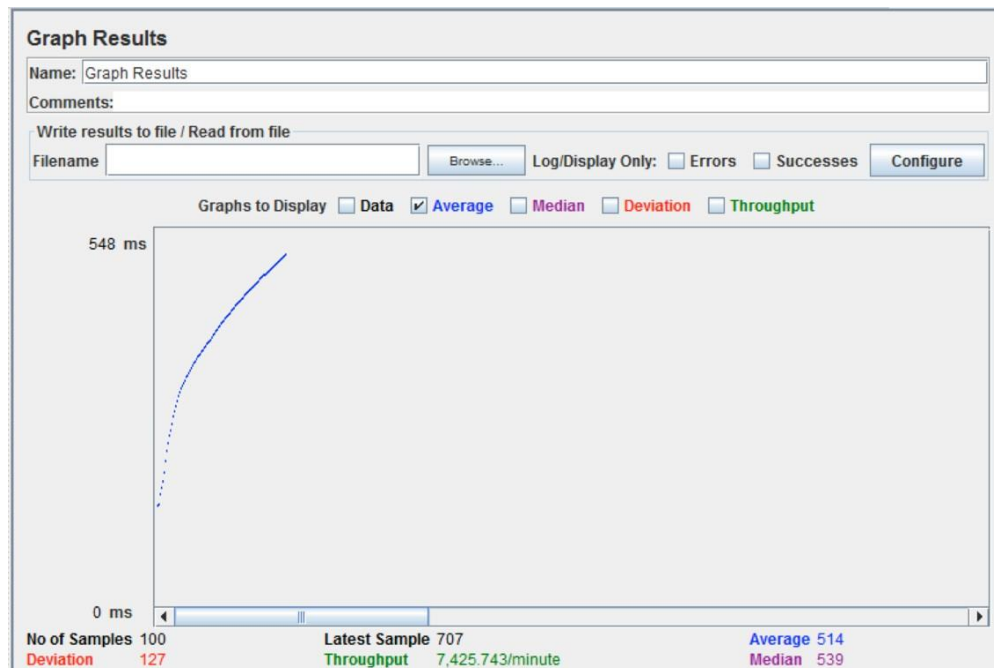 Graph Results
Name: Graph Results
Comments:
Write results to file / Read from file
Filename Browse... Log/Display Only: Errors Successes Configure
Graphs to Display Data Average Median Deviation Throughput
548 ms
0 ms
No of Samples 100 Latest Sample 707 Average 514
Deviation 127 Throughput 7,425.743/minute Median 539